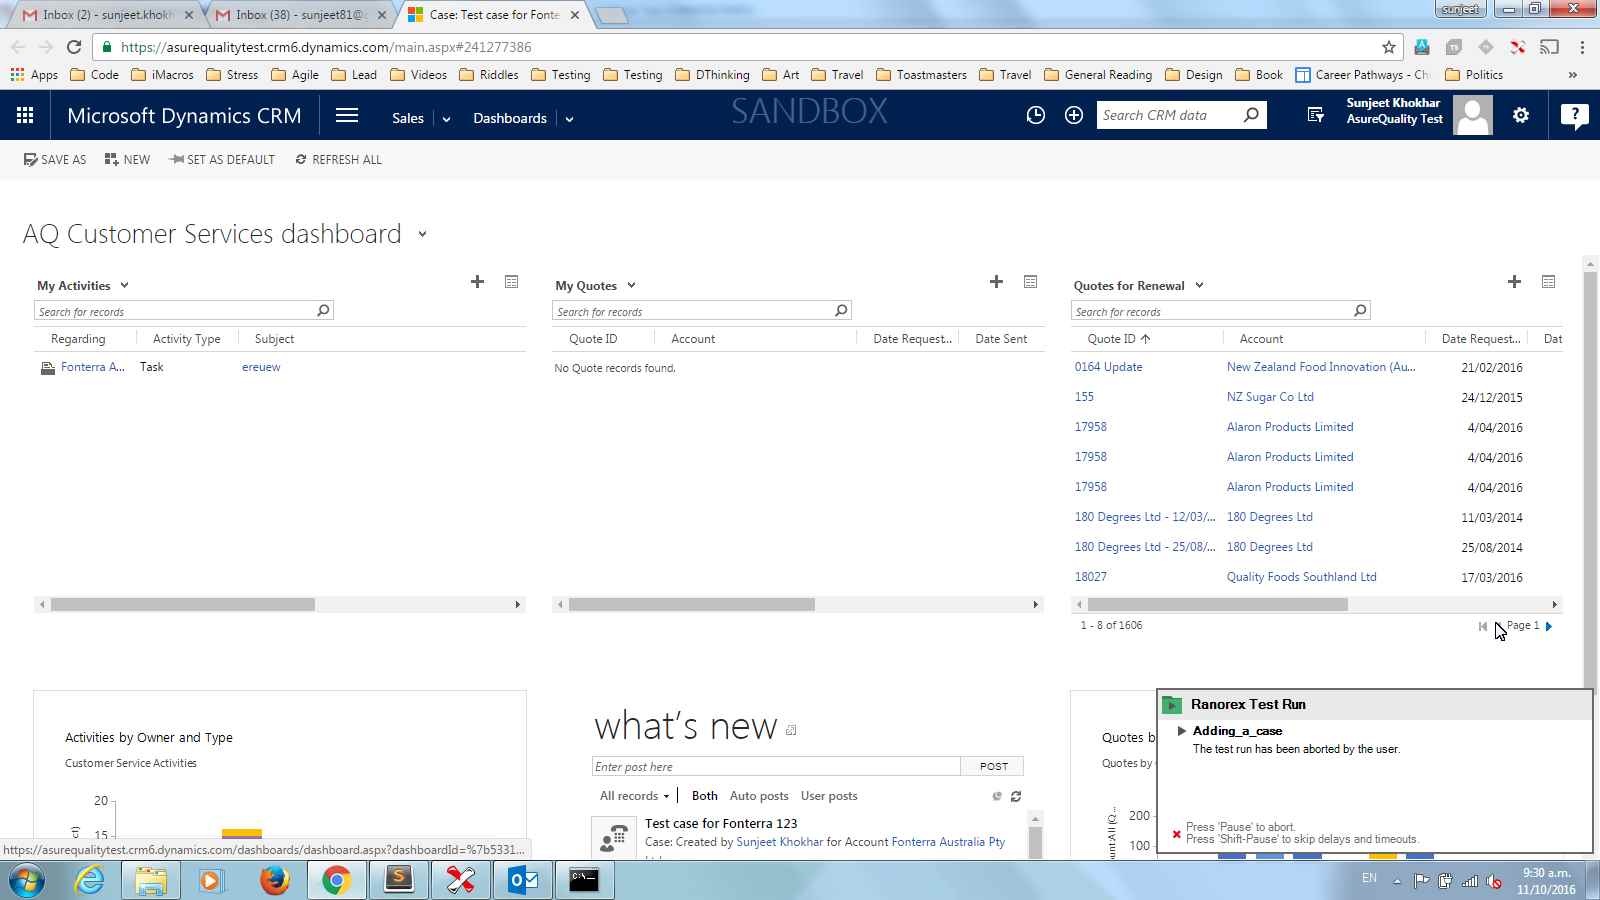 Inbox (2) - sunjeet.khokh
Inbox (38) - sunjeet81@
Case: Test case for Fonte
sunjeet
https://asurequalitytest.crm6.dynamics.com/main.aspx#241277386
Apps
Code
iMacros
Stress
Agile
Lead
Videos
Riddles
Testing
Testing
DThinking
Art
Travel
Toastmasters
Travel
General Reading
Design
Book
Career Pathways - Ch
Politics
»
Microsoft Dynamics CRM
Sales
Dashboards
SANDBOX
Search CRM data
Sunjeet Khokhar
AsureQuality Test
?
SAVE AS
NEW
SET AS DEFAULT
REFRESH ALL
AQ Customer Services dashboard
My Activities
Search for records
Regarding Activity Type Subject
Fonterra A... Task ereuew
My Quotes
Search for records
Quote ID Account Date Request... Date Sent
No Quote records found.
Quotes for Renewal
Search for records
Quote ID Account Date Request... Dat
0164 Update New Zealand Food Innovation (Au... 21/02/2016
155 NZ Sugar Co Ltd 24/12/2015
17958 Alaron Products Limited 4/04/2016
17958 Alaron Products Limited 4/04/2016
17958 Alaron Products Limited 4/04/2016
180 Degrees Ltd - 12/03/... 180 Degrees Ltd 11/03/2014
180 Degrees Ltd - 25/08/... 180 Degrees Ltd 25/08/2014
18027 Quality Foods Southland Ltd 17/03/2016
1 - 8 of 1606
Page 1
Activities by Owner and Type
Customer Service Activities
20
15
what's new
Enter post here
POST
All records Both Auto posts User posts
Test case for Fonterra 123
Case: Created by Sunjeet Khokhar for Account Fonterra Australia Pty
Quotes b
Quotes by
200
100
Ranorex Test Run
Adding_a_case
The test run has been aborted by the user.
Press 'Pause' to abort.
Press 'Shift-Pause' to skip delays and timeouts.
https://asurequalitytest.crm6.dynamics.com/dashboards/dashboard.aspx?dashboardId=%7b5331...
EN
9:30 a.m.
11/10/2016